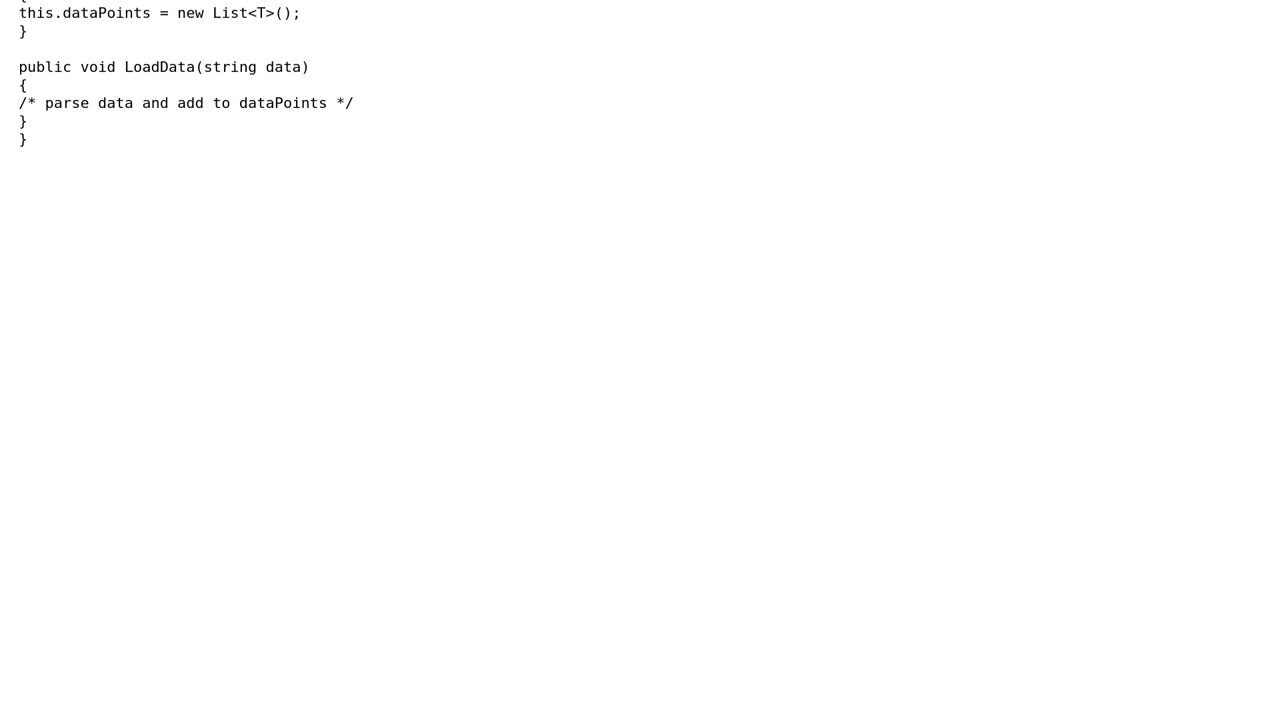 {
this.dataPoints = new List<T>();
}

public void LoadData(string data)
{
/* parse data and add to dataPoints */
}
}